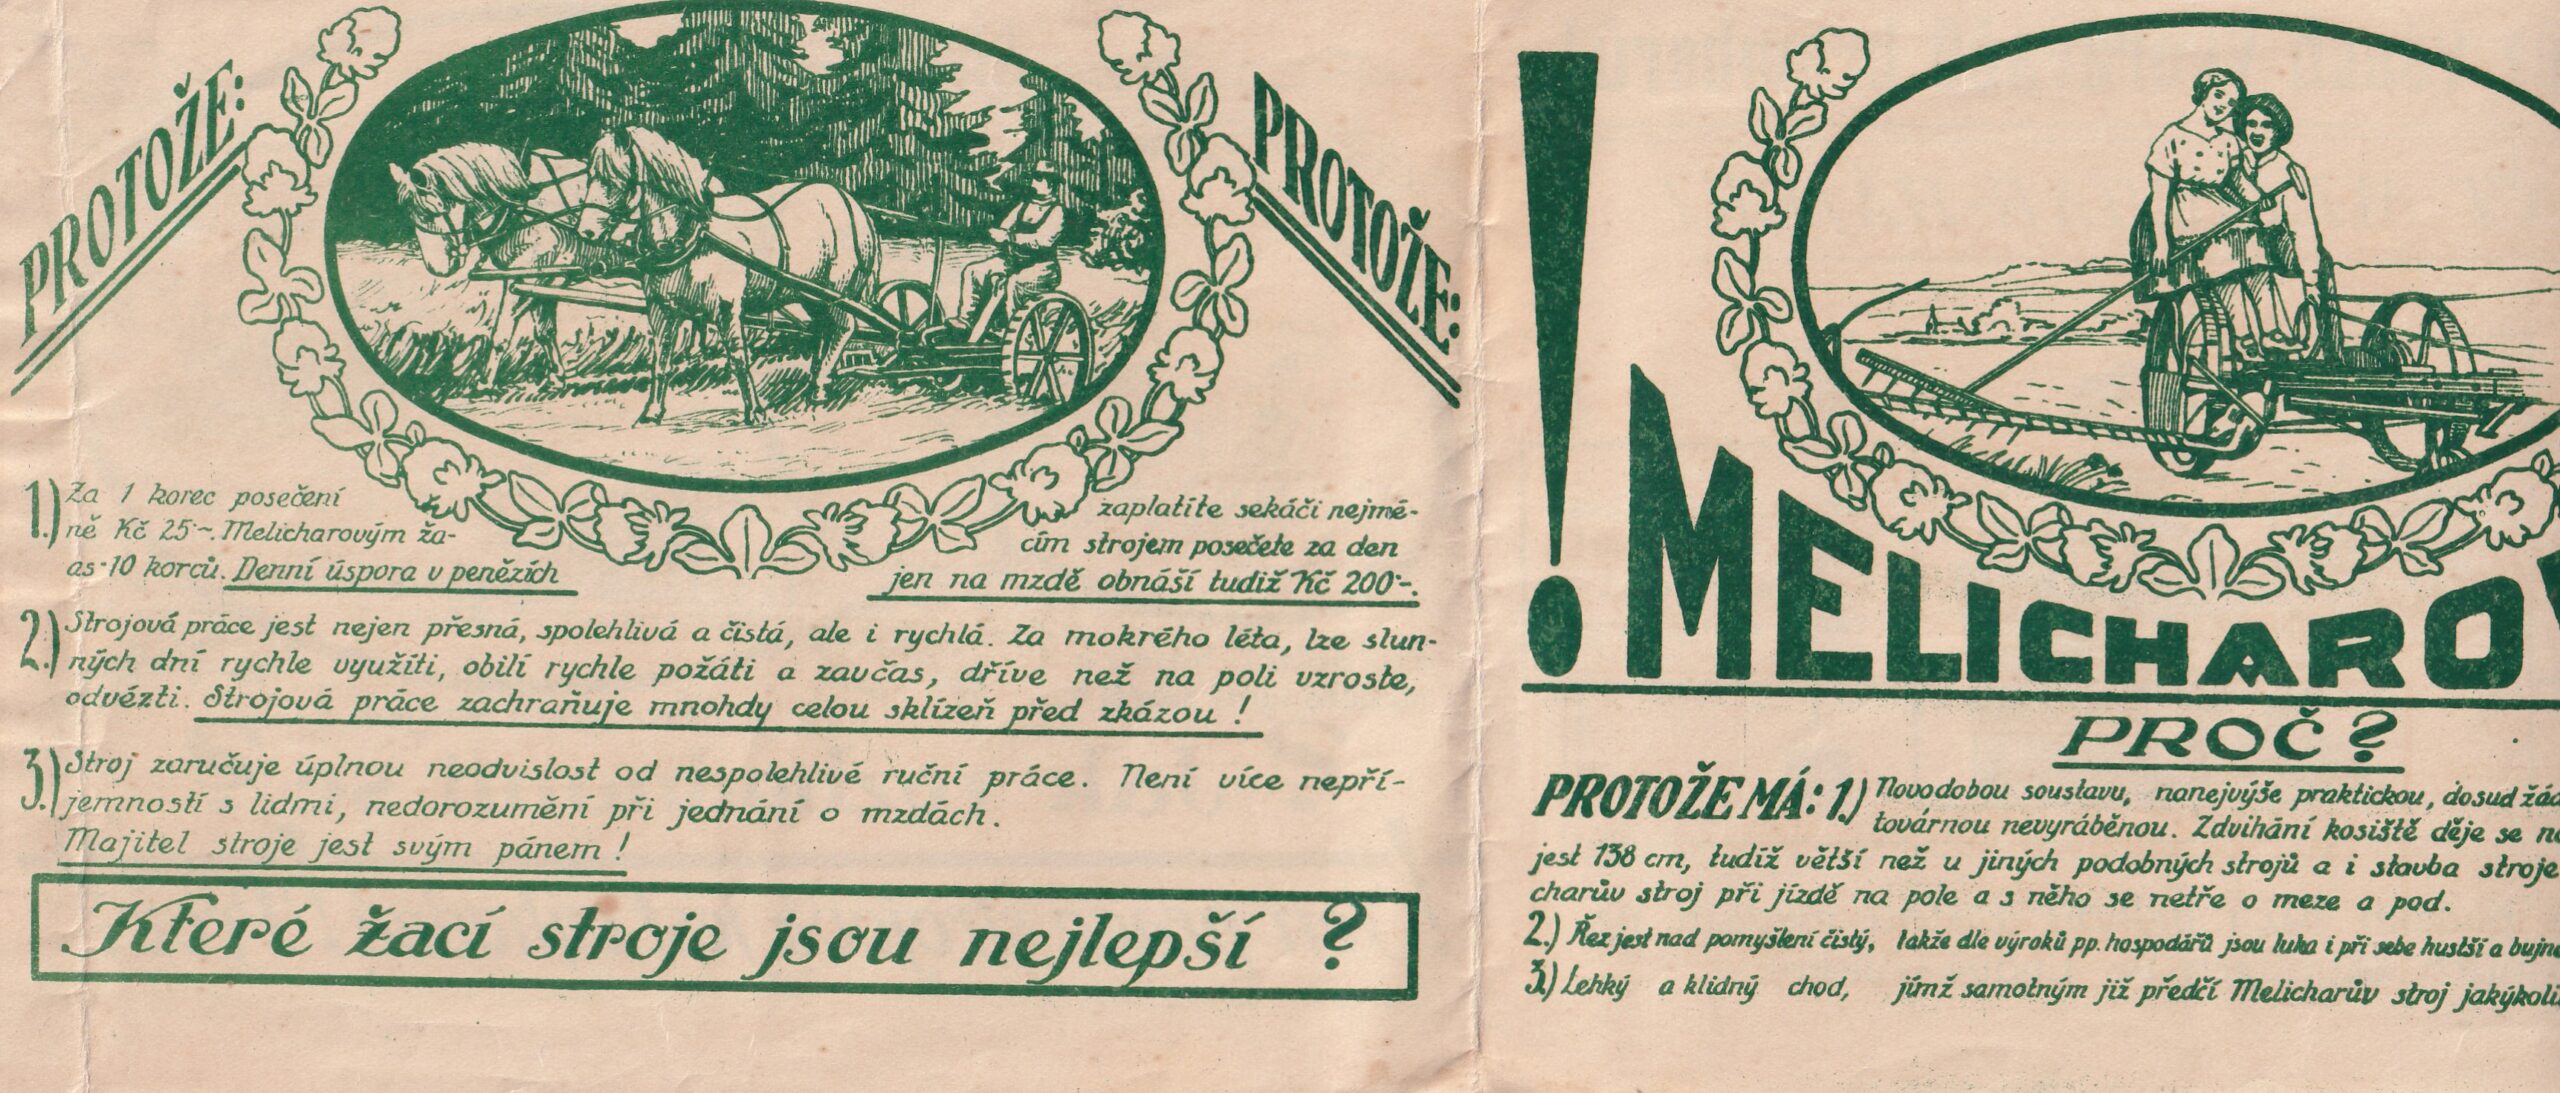 PROTOŽE:
PROTOŽE:
1.) Za 1 korec posečení zaplatíte sekáči nejmé-
ně Kč 25·–. Melicharovým ža- cím strojem posečete za den
as·10 korců. Denní úspora v penězích jen na mzdě obnáší tudiž Kč 200·–.
2.) Strojová práce jest nejen přesná, spolehlivá a čistá, ale i rychlá. Za mokrého léta, lze slun-
ných dní rychle využíti, obilí rychle požáti a zavčas, dříve než na poli vzroste,
odvézti. Strojová práce zachraňuje mnohdy celou sklízeň před zkázou!
3.) Stroj zaručuje úplnou neodvislost od nespolehlivé ruční práce. Není více nepří-
jemností s lidmi, nedorozumění při jednání o mzdách.
Majitel stroje jest svým pánem!
Které žací stroje jsou nejlepší?
! MELICHAROV
PROČ?
PROTOŽE MÁ: 1.) Novodobou soustavu, nanejvýše praktickou, dosud žád
továrnou nevyráběnou. Zdvihání kosiště děje se n
jest 138 cm, tudíž větší než u jiných podobných strojů a i stavba stroje
charův stroj při jízdě na pole a s něho se netře o meze a pod.
2.) Řez jest nad pomyšlení čistý, takže dle výroků pp. hospodářů jsou luka i při sebe hustší a bujně
3.) Lehký a klidný chod, jímž samotným již předčí Melicharův stroj jakýkoli